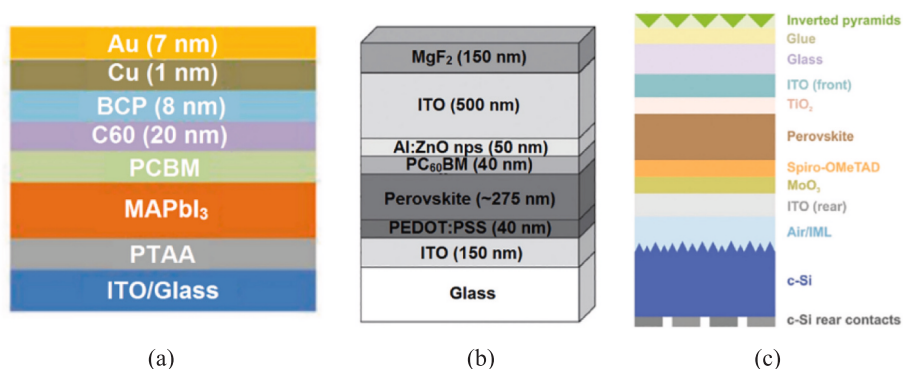 Au (7 nm)
Cu (1 nm)
BCP (8 nm)
C60 (20 nm)
PCBM
MAPbI₃
PTAA
ITO/Glass
(a)
MgF₂ (150 nm)
ITO (500 nm)
Al:ZnO nps (50 nm)
PC₆₀BM (40 nm)
Perovskite (~275 nm)
PEDOT:PSS (40 nm)
ITO (150 nm)
Glass
(b)
Inverted pyramids
Glue
Glass
ITO (front)
TiO₂
Perovskite
Spiro-OMeTAD
MoO₃
ITO (rear)
Air/IML
c-Si
c-Si rear contacts
(c)